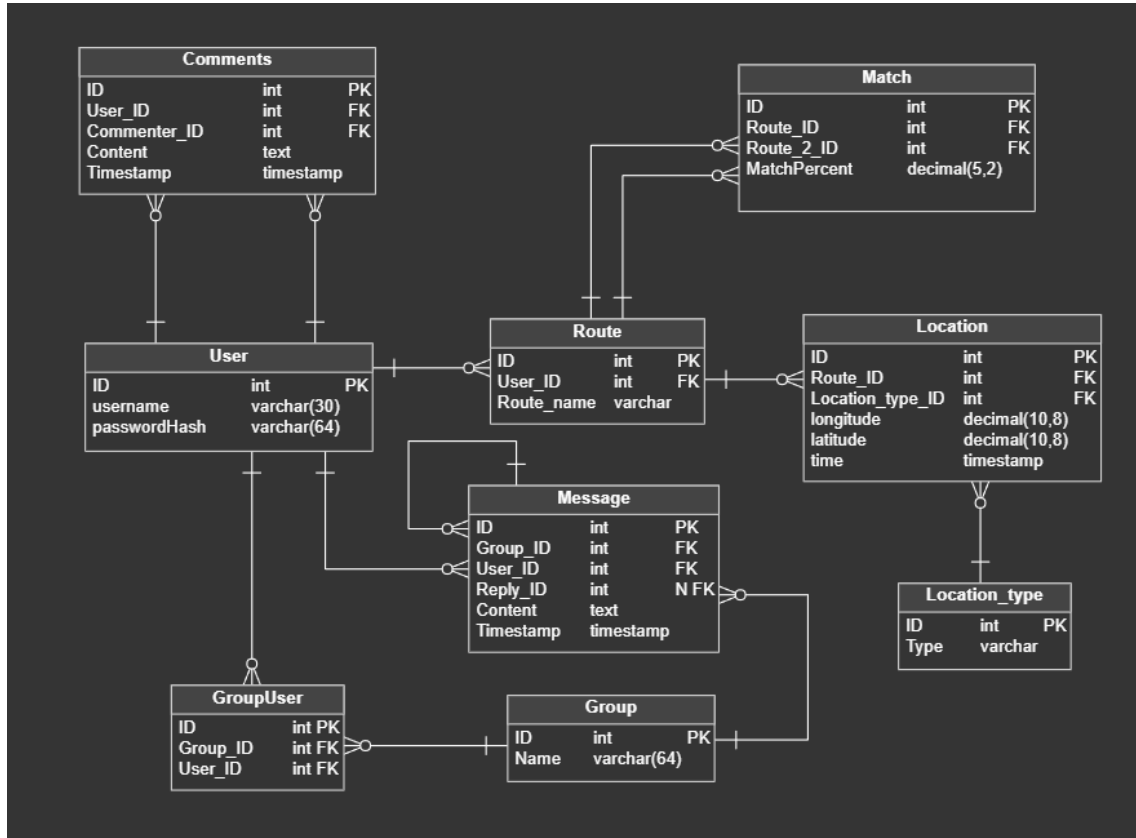 Comments
ID int PK
User_ID int FK
Commenter_ID int FK
Content text
Timestamp timestamp
Match
ID int PK
Route_ID int FK
Route_2_ID int FK
MatchPercent decimal(5,2)
User
ID int PK
username varchar(30)
passwordHash varchar(64)
Route
ID int PK
User_ID int FK
Route_name varchar
Location
ID int PK
Route_ID int FK
Location_type_ID int FK
longitude decimal(10,8)
latitude decimal(10,8)
time timestamp
Message
ID int PK
Group_ID int FK
User_ID int FK
Reply_ID int N FK
Content text
Timestamp timestamp
Location_type
ID int PK
Type varchar
GroupUser
ID int PK
Group_ID int FK
User_ID int FK
Group
ID int PK
Name varchar(64)